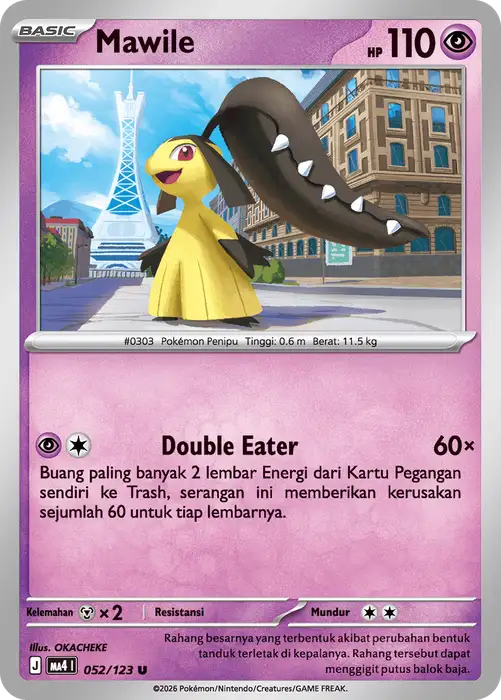 BASIC Mawile HP 110
#0303 Pokémon Penipu Tinggi: 0.6 m Berat: 11.5 kg
Double Eater 60×
Buang paling banyak 2 lembar Energi dari Kartu Pegangan
sendiri ke Trash, serangan ini memberikan kerusakan
sejumlah 60 untuk tiap lembarnya.
Kelemahan ×2 Resistansi Mundur
Illus. OKACHEKE
J MA4 I 052/123 U
Rahang besarnya yang terbentuk akibat perubahan bentuk
tanduk terletak di kepalanya. Rahang tersebut dapat
menggigit putus balok baja.
©2026 Pokémon/Nintendo/Creatures/GAME FREAK.